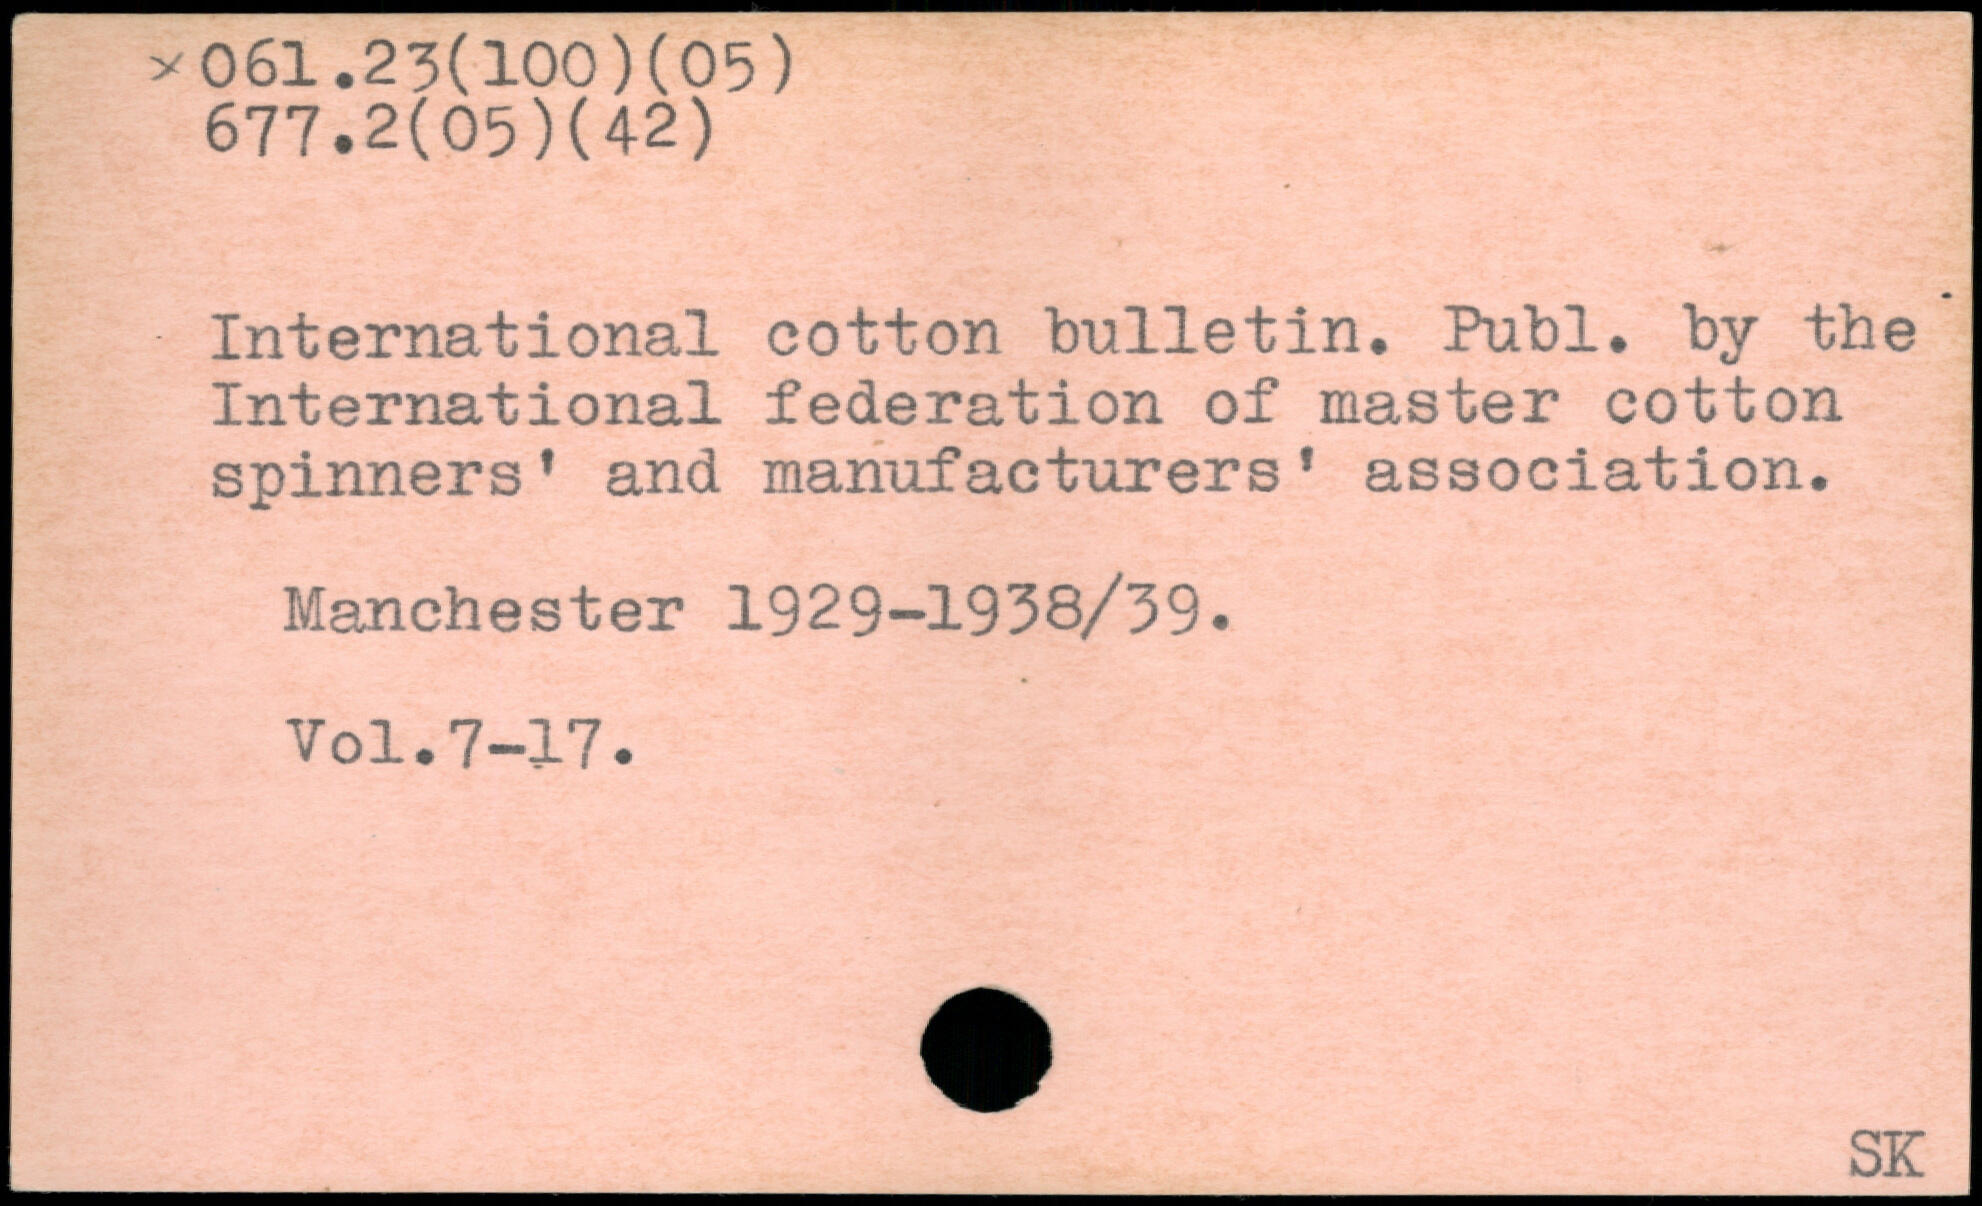 ×061.23(100)(05)
677.2(05)(42)
International cotton bulletin. Publ. by the
International federation of master cotton
spinners' and manufacturers' association.
Manchester 1929-1938/39.
Vol.7-17.
SK